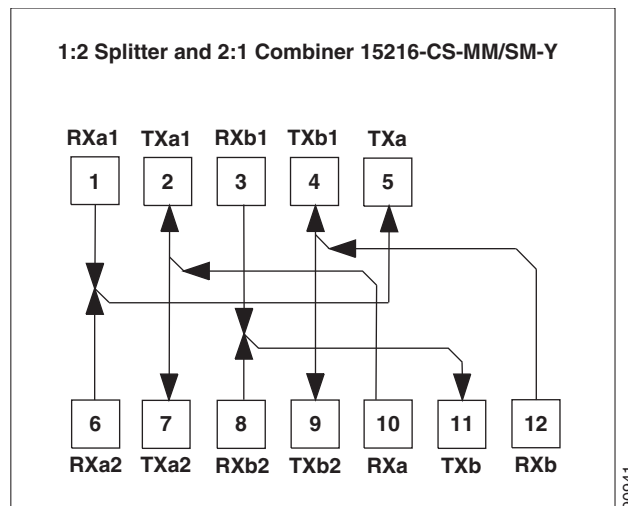 1:2 Splitter and 2:1 Combiner 15216-CS-MM/SM-Y
RXa1 TXa1 RXb1 TXb1 TXa
1 2 3 4 5
6 7 8 9 10 11 12
RXa2 TXa2 RXb2 TXb2 RXa TXb RXb